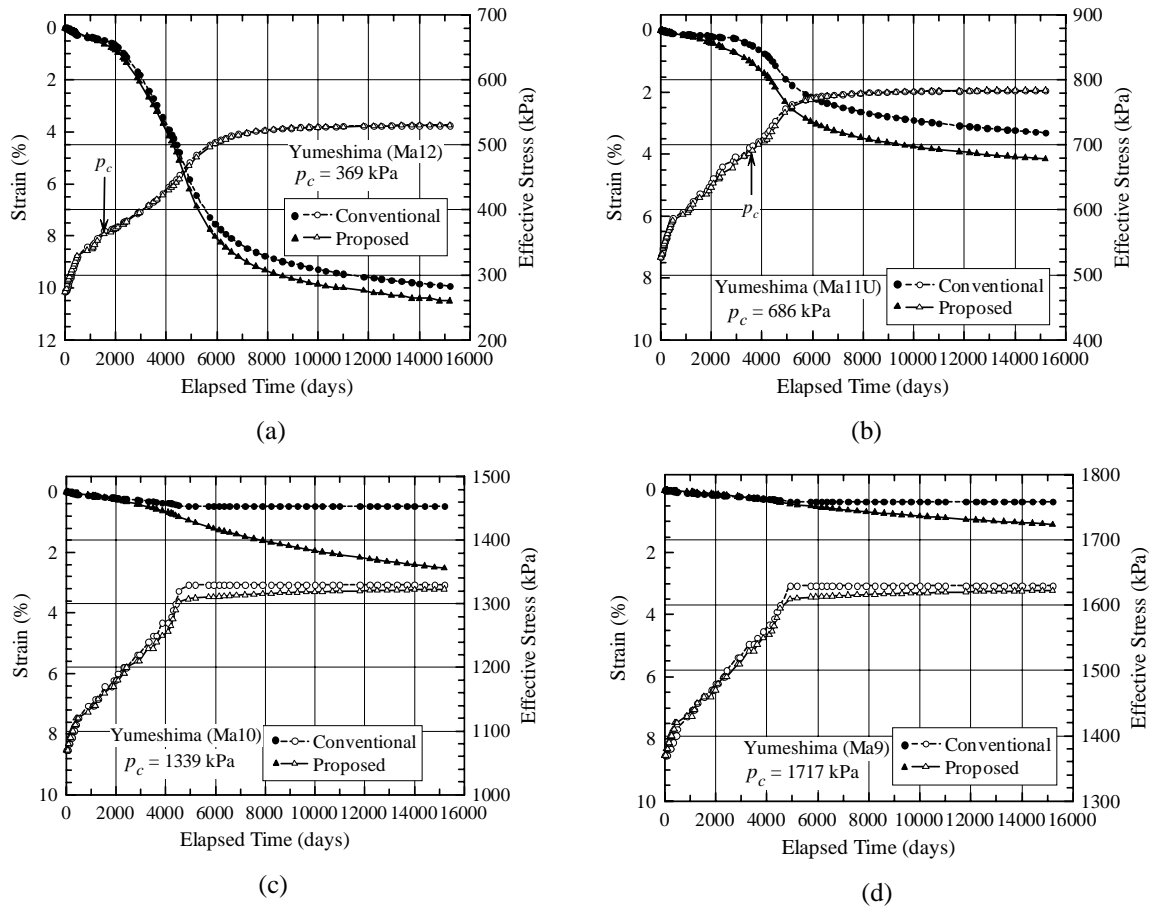 0
2
4
6
8
10
12
Strain (%)
700
600
500
400
300
200
Effective Stress (kPa)
p_c
Yumeshima (Ma12)
p_c = 369 kPa
Conventional
Proposed
0 2000 4000 6000 8000 10000 12000 14000 16000
Elapsed Time (days)
(a)
0
2
4
6
8
10
Strain (%)
900
800
700
600
500
400
Effective Stress (kPa)
p_c
Yumeshima (Ma11U)
p_c = 686 kPa
Conventional
Proposed
0 2000 4000 6000 8000 10000 12000 14000 16000
Elapsed Time (days)
(b)
0
2
4
6
8
10
Strain (%)
1500
1400
1300
1200
1100
1000
Effective Stress (kPa)
Yumeshima (Ma10)
p_c = 1339 kPa
Conventional
Proposed
0 2000 4000 6000 8000 10000 12000 14000 16000
Elapsed Time (days)
(c)
0
2
4
6
8
10
Strain (%)
1800
1700
1600
1500
1400
1300
Effective Stress (kPa)
Yumeshima (Ma9)
p_c = 1717 kPa
Conventional
Proposed
0 2000 4000 6000 8000 10000 12000 14000 16000
Elapsed Time (days)
(d)